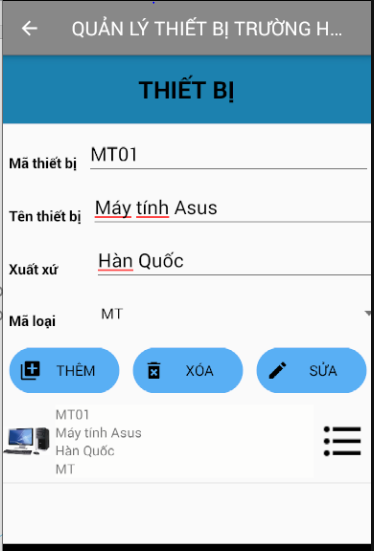 QUẢN LÝ THIẾT BỊ TRƯỜNG H...
THIẾT BỊ
Mã thiết bị MT01
Tên thiết bị Máy tính Asus
Xuất xứ Hàn Quốc
Mã loại MT
THÊM XÓA SỬA
MT01
Máy tính Asus
Hàn Quốc
MT